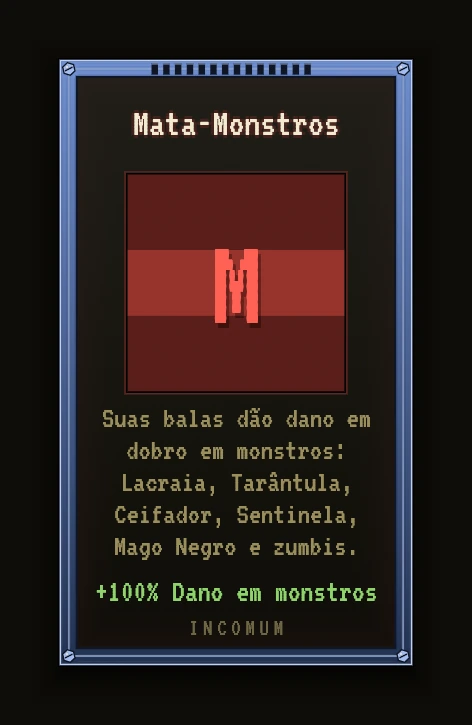 Mata-Monstros
M
Suas balas dão dano em
dobro em monstros:
Lacraia, Tarântula,
Ceifador, Sentinela,
Mago Negro e zumbis.
+100% Dano em monstros
INCOMUM